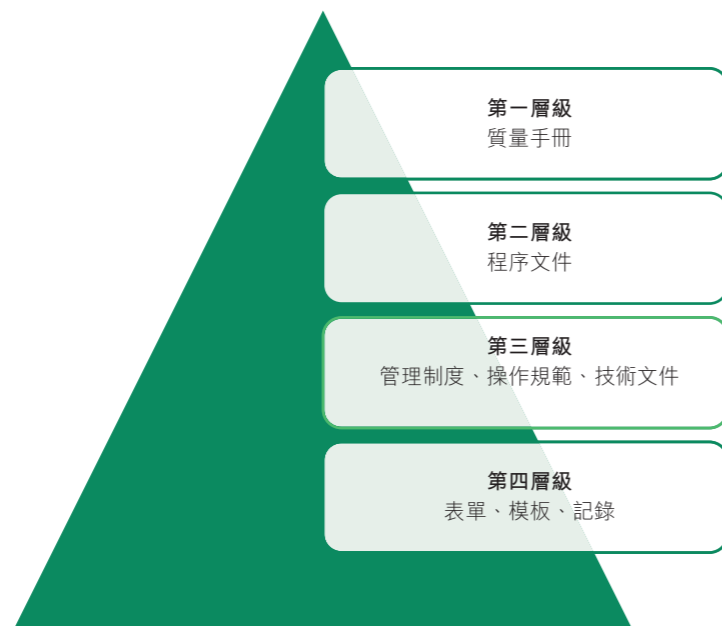 第一層級
質量手冊
第二層級
程序文件
第三層級
管理制度、操作規範、技術文件
第四層級
表單、模板、記錄